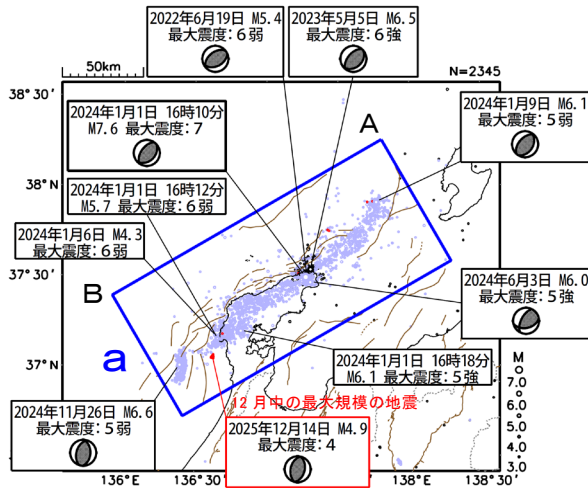 2022年6月19日 M5.4
最大震度：6弱
2023年5月5日 M6.5
最大震度：6強
50km
N=2345
38°30′
2024年1月1日 16時10分
M7.6 最大震度：7
A
2024年1月9日 M6.1
最大震度：5弱
38°N
2024年1月1日 16時12分
M5.7 最大震度：6弱
2024年1月6日 M4.3
最大震度：6弱
37°30′
B
2024年6月3日 M6.0
最大震度：5強
a
37°N
2024年1月1日 16時18分
M6.1 最大震度：5強
M
7.0
6.0
5.0
4.0
3.0
12月中の最大規模の地震
2024年11月26日 M6.6
最大震度：5弱
2025年12月14日 M4.9
最大震度：4
136°E
136°30′
137°E
137°30′
138°E
138°30′